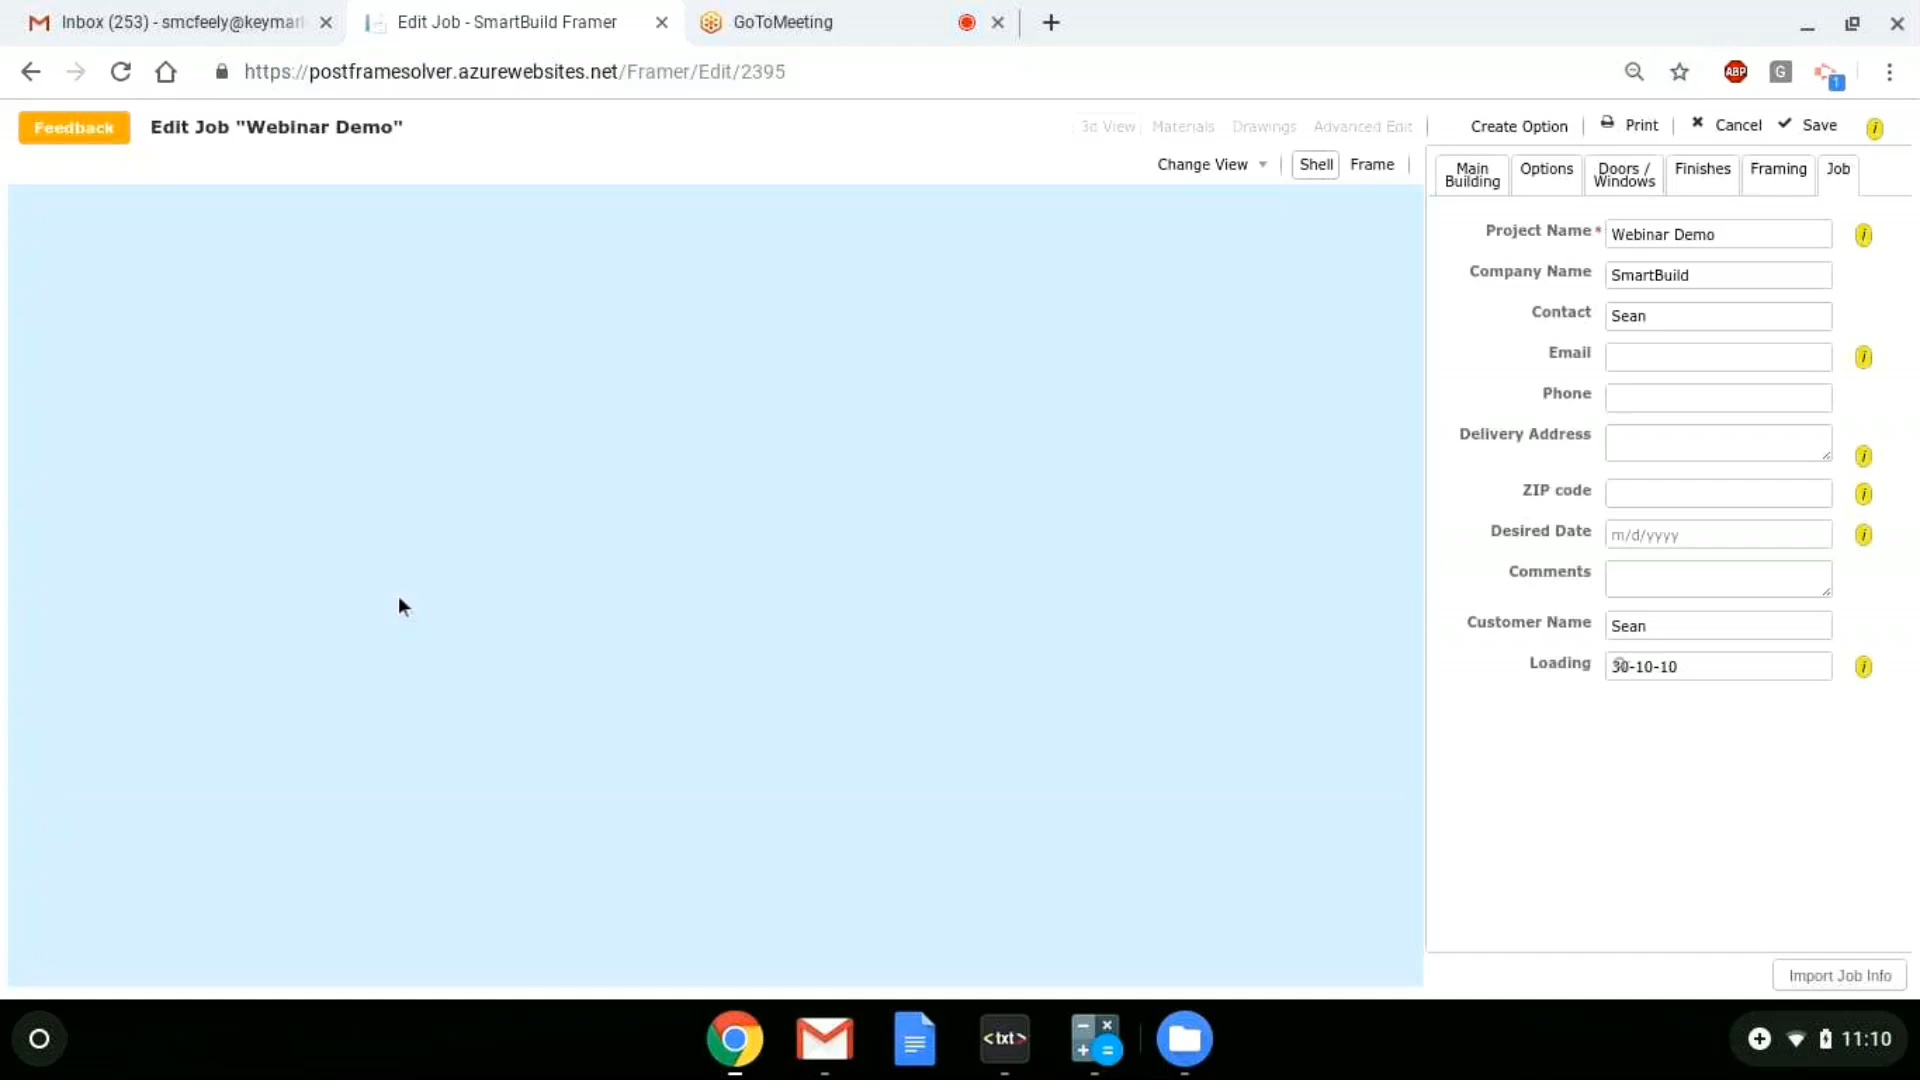 Inbox (253) - smcfeely@keymar
Edit Job - SmartBuild Framer
GoToMeeting
https://postframesolver.azurewebsites.net/Framer/Edit/2395
ABP
G
1
Feedback
Edit Job "Webinar Demo"
3d View
Materials
Drawings
Advanced Edit
Create Option
Print
Cancel
Save
Change View
Shell
Frame
Main Building
Options
Doors / Windows
Finishes
Framing
Job
Project Name* Webinar Demo
Company Name SmartBuild
Contact Sean
Email
Phone
Delivery Address
ZIP code
Desired Date m/d/yyyy
Comments
Customer Name Sean
Loading 30-10-10
Import Job Info
<txt>
11:10